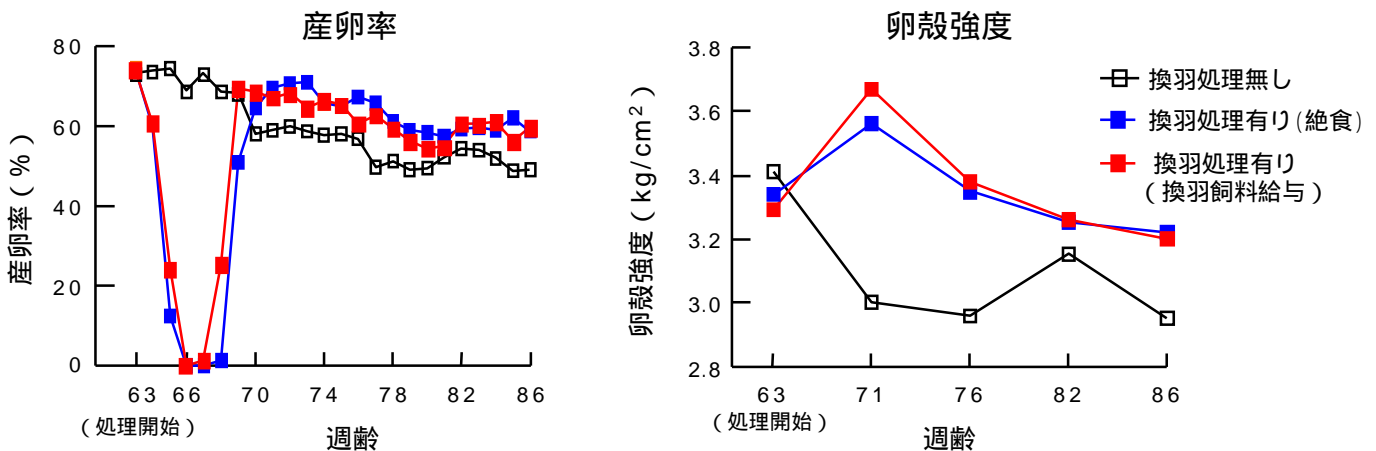 産卵率
産卵率(%)
80
60
40
20
0
63
66
70
74
78
82
86
(処理開始)
週齢
卵殻強度
卵殻強度(kg/cm²)
3.8
3.6
3.4
3.2
3.0
2.8
63
71
76
82
86
(処理開始)
週齢
換羽処理無し
換羽処理有り(絶食)
換羽処理有り
(換羽飼料給与)